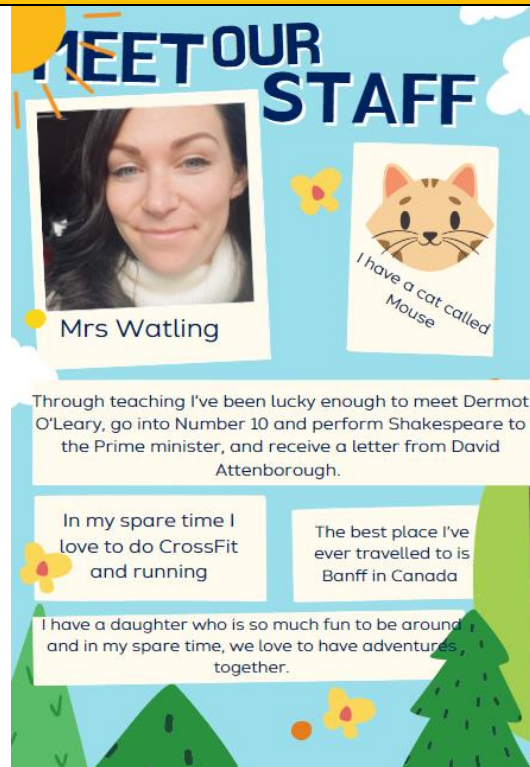 MEET OUR
STAFF
Mrs Watling
I have a cat called
Mouse
Through teaching I've been lucky enough to meet Dermot
O'Leary, go into Number 10 and perform Shakespeare to
the Prime minister, and receive a letter from David
Attenborough.
In my spare time I
love to do CrossFit
and running
The best place I've
ever travelled to is
Banff in Canada
I have a daughter who is so much fun to be around
and in my spare time, we love to have adventures
together.